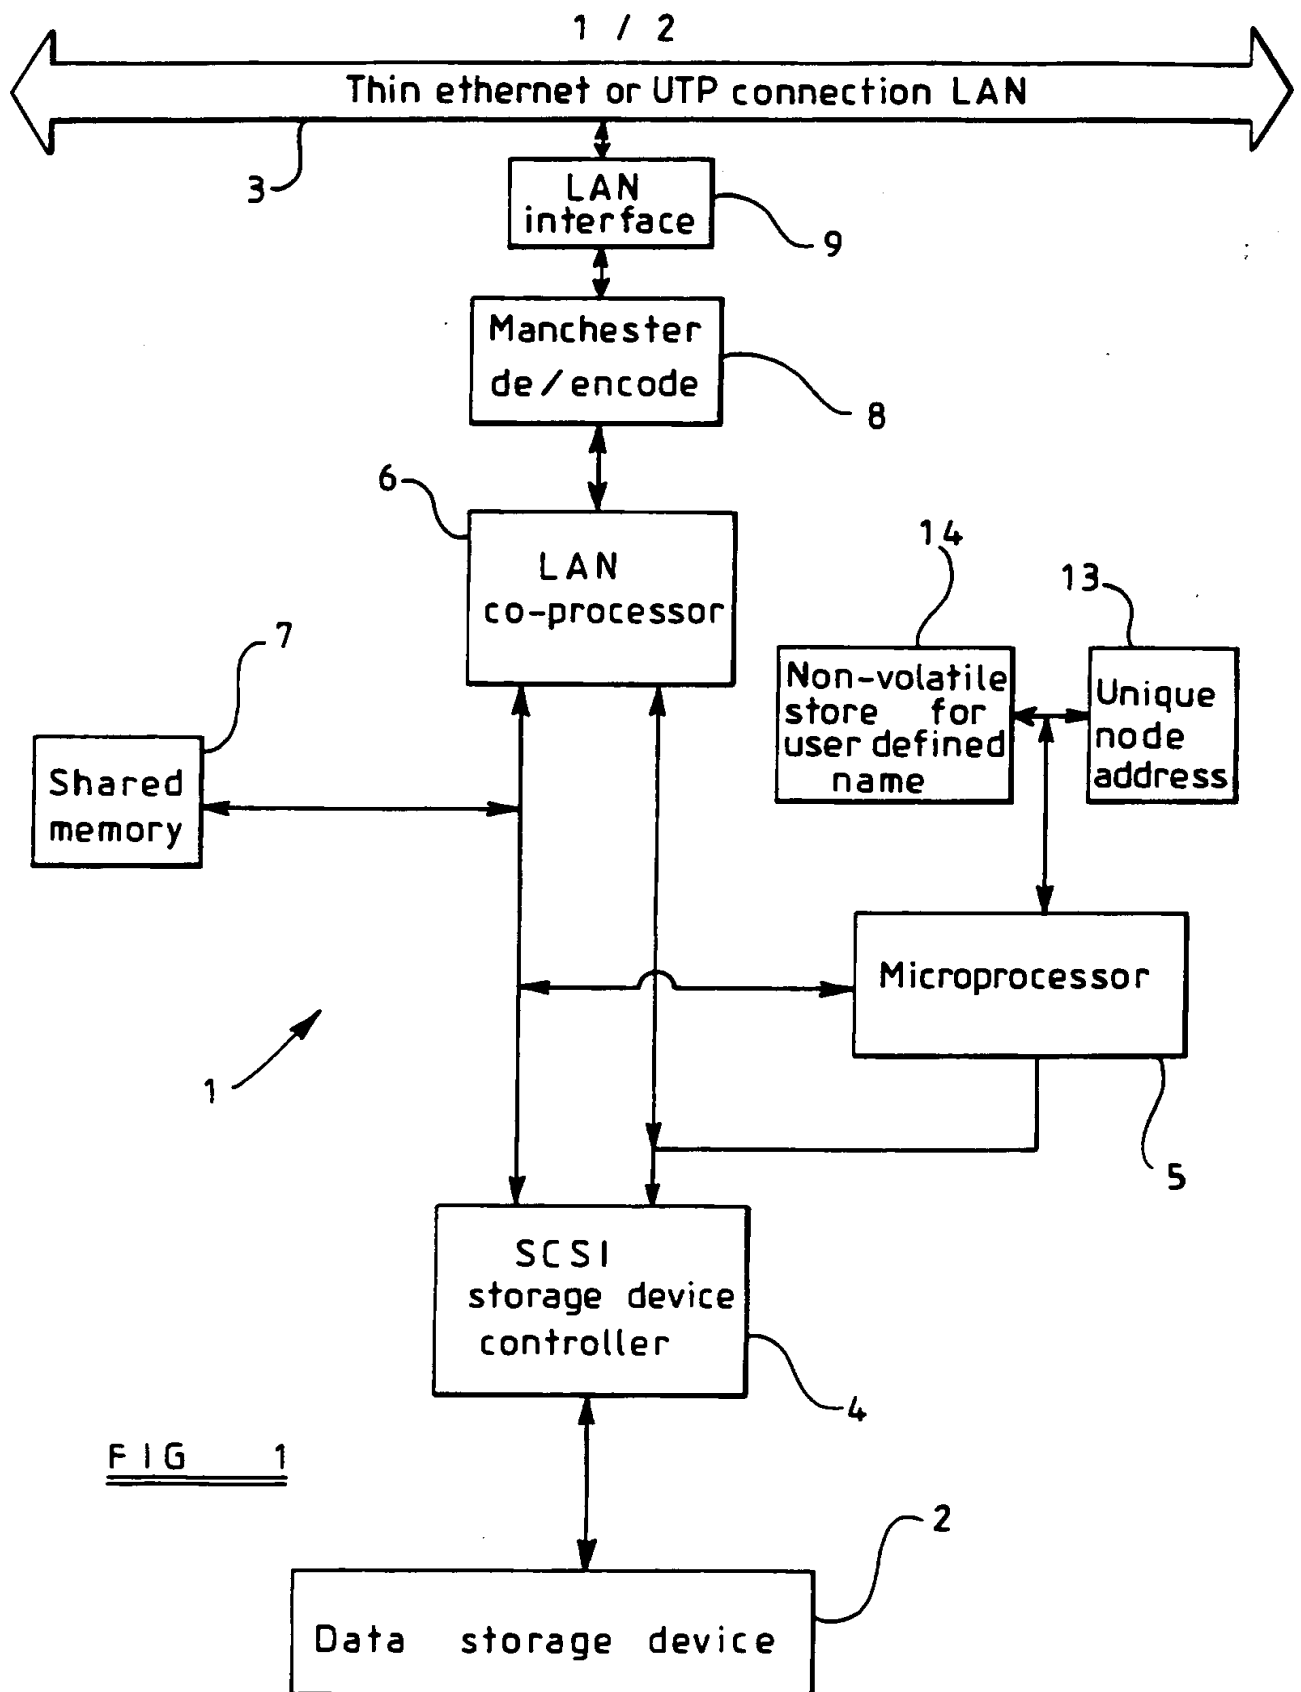 1 / 2
Thin ethernet or UTP connection LAN
3
LAN
interface
9
Manchester
de/encode
8
6
LAN
co-processor
14
13
7
Non-volatile
store for
user defined
name
Unique
node
address
Shared
memory
Microprocessor
1
5
SCSI
storage device
controller
4
FIG 1
2
Data storage device